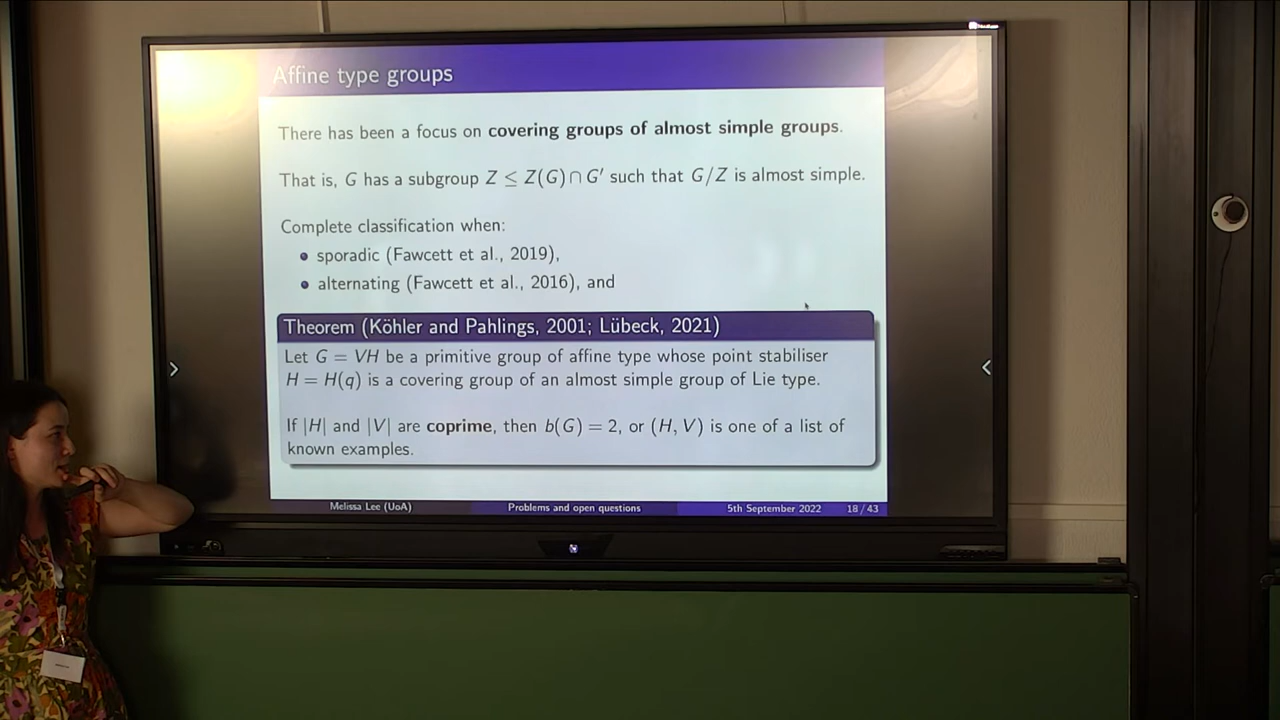 Affine type groups
There has been a focus on covering groups of almost simple groups.
That is, G has a subgroup Z ≤ Z(G) ∩ G′ such that G/Z is almost simple.
Complete classification when:
• sporadic (Fawcett et al., 2019),
• alternating (Fawcett et al., 2016), and
Theorem (Köhler and Pahlings, 2001; Lübeck, 2021)
Let G = VH be a primitive group of affine type whose point stabiliser
H = H(q) is a covering group of an almost simple group of Lie type.
If |H| and |V| are coprime, then b(G) = 2, or (H, V) is one of a list of
known examples.
Melissa Lee (UoA) Problems and open questions 5th September 2022 18 / 43